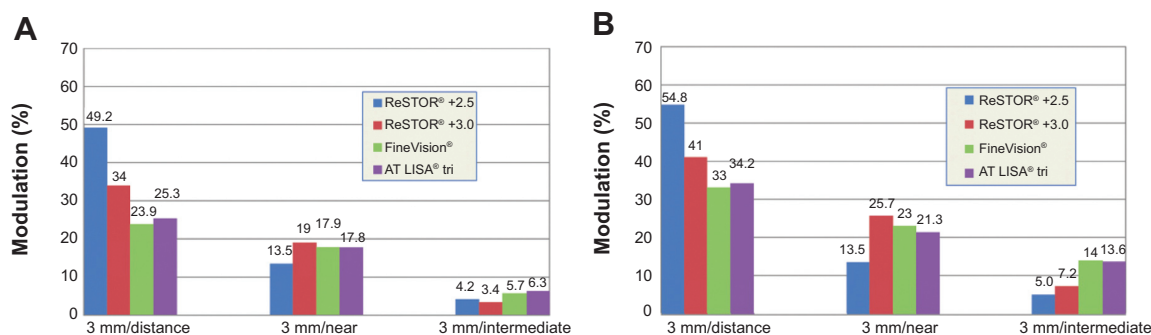 A
Modulation (%)
70
60
50
40
30
20
10
0
49.2
34
23.9
25.3
13.5
19
17.9
17.8
4.2
3.4
5.7
6.3
ReSTOR® +2.5
ReSTOR® +3.0
FineVision®
AT LISA® tri
3 mm/distance
3 mm/near
3 mm/intermediate
B
Modulation (%)
70
60
50
40
30
20
10
0
54.8
41
33
34.2
13.5
25.7
23
21.3
5.0
7.2
14
13.6
ReSTOR® +2.5
ReSTOR® +3.0
FineVision®
AT LISA® tri
3 mm/distance
3 mm/near
3 mm/intermediate